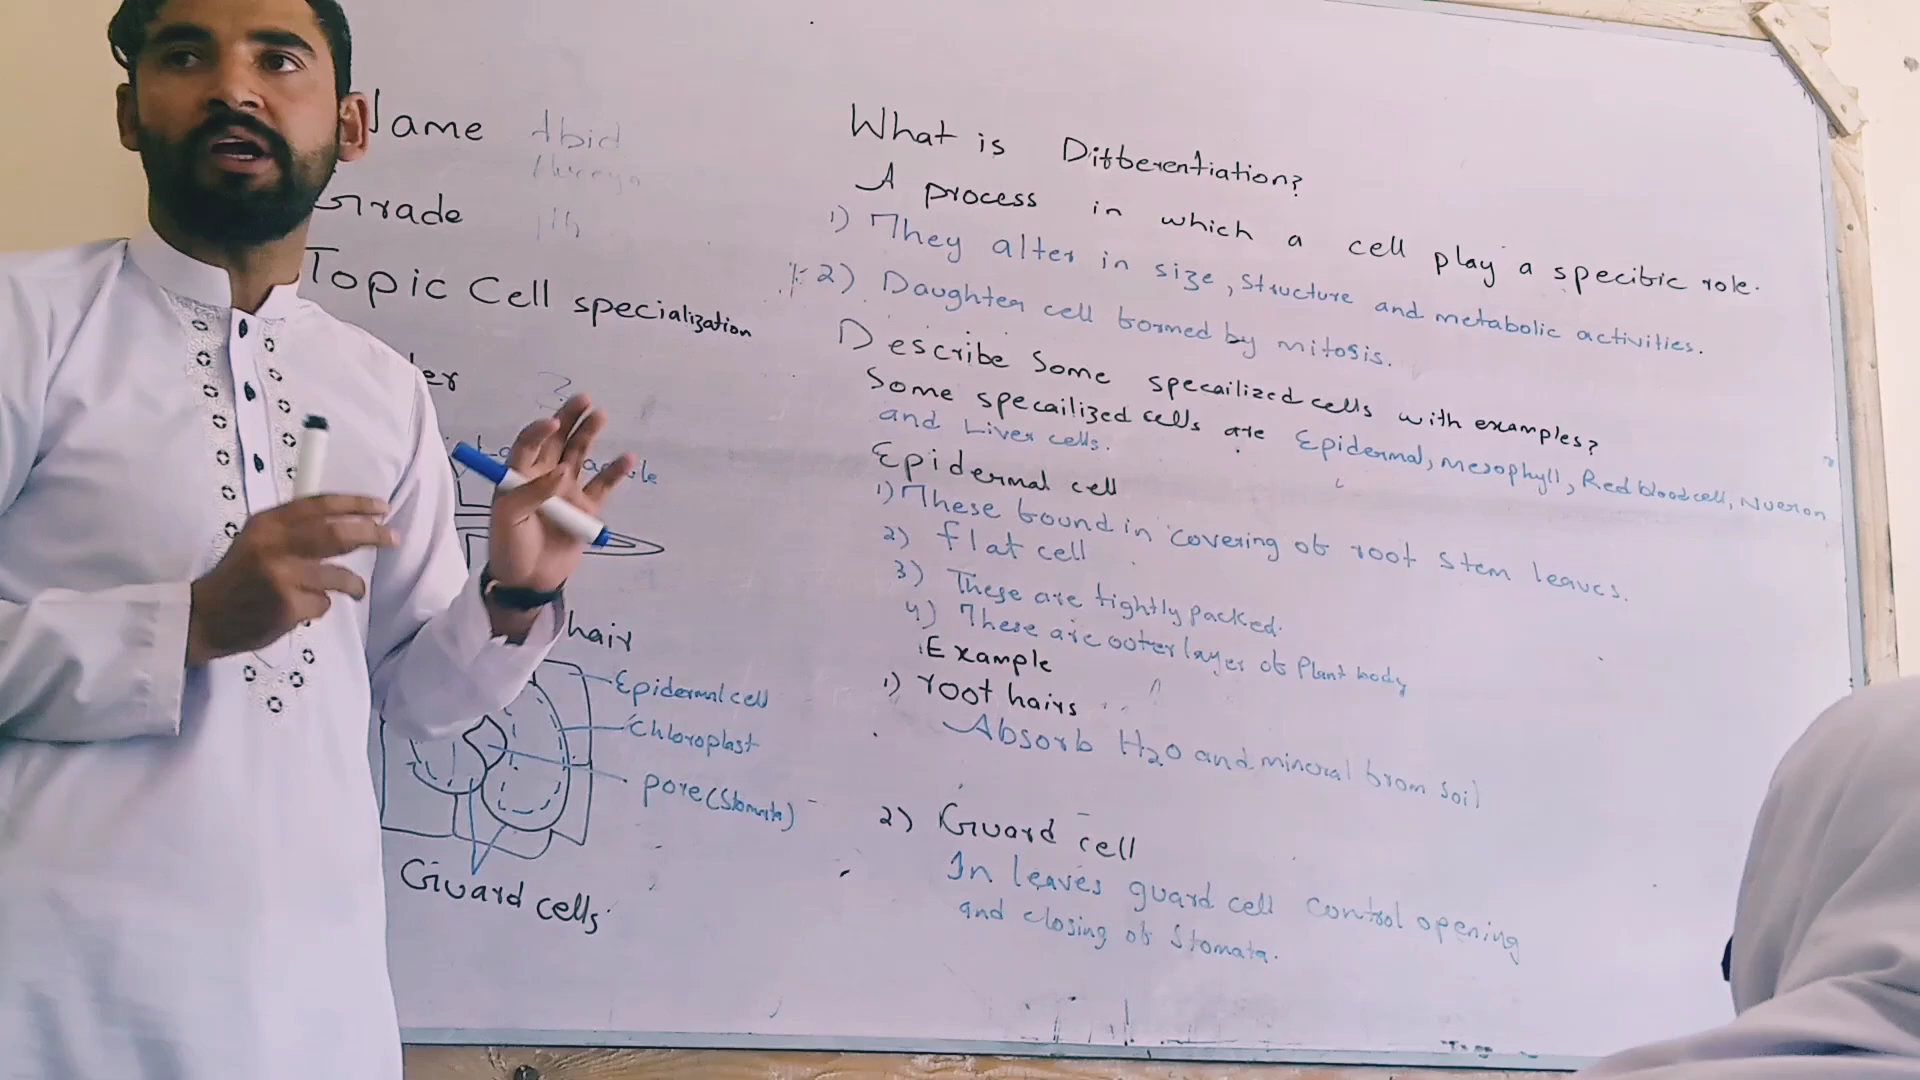 Name Abid
Grade
Topic Cell specialization
hair
Epidermal cell
Chloroplast
pore (Stomata)
Guard cells
What is Differentiation?
A process in which a cell play a specific role.
1) They alter in size, structure and metabolic activities.
2) Daughter cell formed by mitosis.
Describe Some specailized cells with examples?
Some specailized cells are Epidermal, mesophyll, Red blood cell, Nueron
and Liver cells.
Epidermal cell
1) These found in covering of root stem leaves.
2) flat cell
3) These are tightly packed.
4) These are outer layer of Plant body
Example
1) root hairs
Absorb H2O and mineral from soil
2) Guard cell
In leaves guard cell control opening
and closing of stomata.